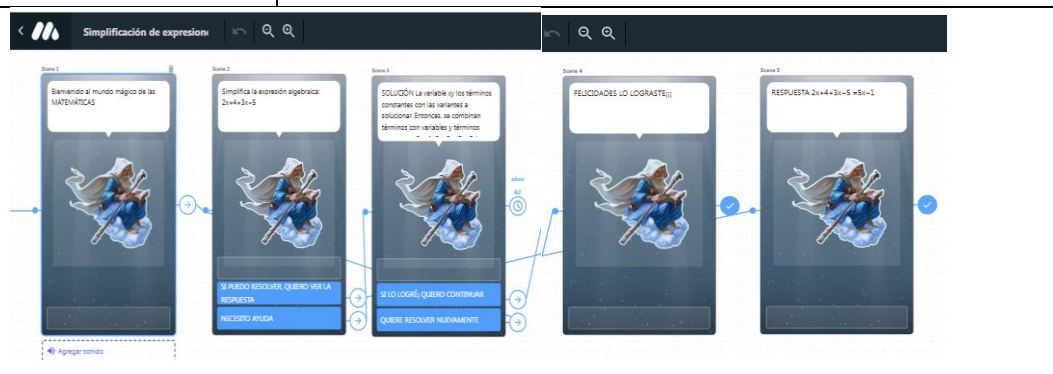 Simplificación de expresione
Scene 1
Bienvenido al mundo mágico de las
MATEMÁTICAS
Agregar sonido
Scene 2
Simplifica la expresión algebraica:
2x+4+3x−5
SI PUEDO RESOLVER, QUIERO VER LA
RESPUESTA
NECESITO AYUDA
Scene 3
SOLUCIÓN La variable xy los términos
constantes con las variantes a
solucionar. Entonces, se combinan
términos con variables y términos
años
60
SI LO LOGRÉ¡ QUIERO CONTINUAR
QUIERE RESOLVER NUEVAMENTE
Scene 4
FELICIDADES LO LOGRASTE¡¡¡
Scene 5
RESPUESTA 2x+4+3x−5 =5x−1